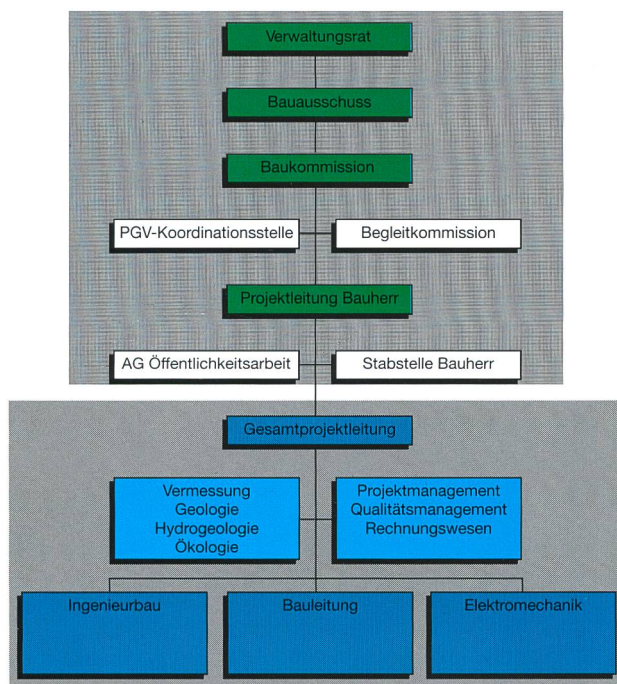 Verwaltungsrat
Bauausschuss
Baukommission
PGV-Koordinationsstelle
Begleitkommission
Projektleitung Bauherr
AG Öffentlichkeitsarbeit
Stabstelle Bauherr
Gesamtprojektleitung
Vermessung
Geologie
Hydrogeologie
Ökologie
Projektmanagement
Qualitätsmanagement
Rechnungswesen
Ingenieurbau
Bauleitung
Elektromechanik